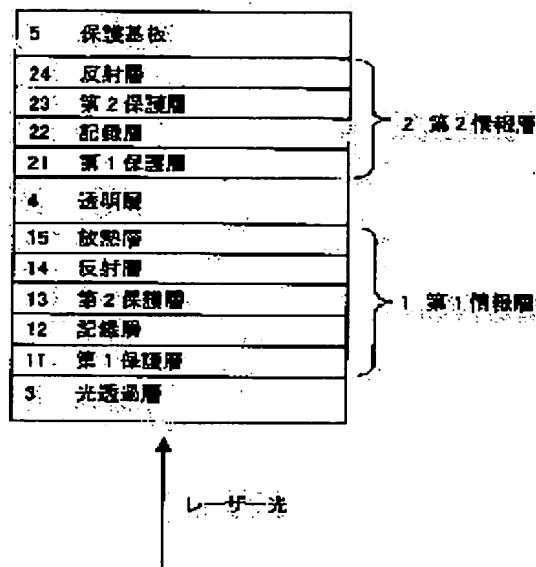 5 保護基板
24 反射層
23 第2保護層
22 記録層
21 第1保護層
2 第2情報層
4 透明層
15 放熱層
14 反射層
13 第2保護層
12 記録層
11 第1保護層
1 第1情報層
3 光透過層
レーザー光